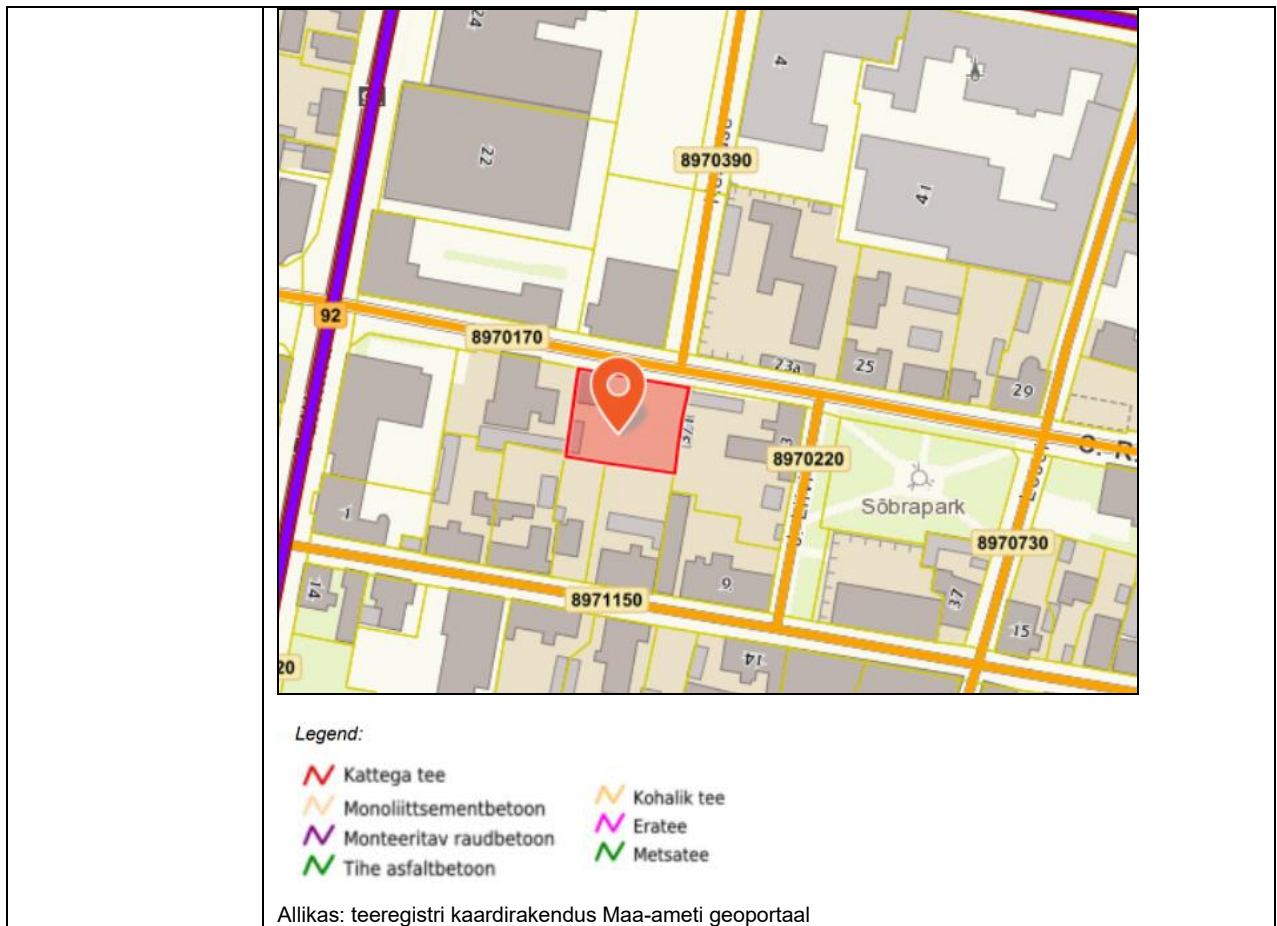 24
4
22
41
8970390
92
8970170
23a
25
29
3
8970220
Sõbrapark
8970730
1
14
8971150
9
37
15
14
20
Legend:
Kattega tee
Monoliittsementbetoon
Monteeritav raudbetoon
Tihe asfaltbetoon
Kohalik tee
Eratee
Metsatee
Allikas: teeregistri kaardirakendus Maa-ameti geoportaal